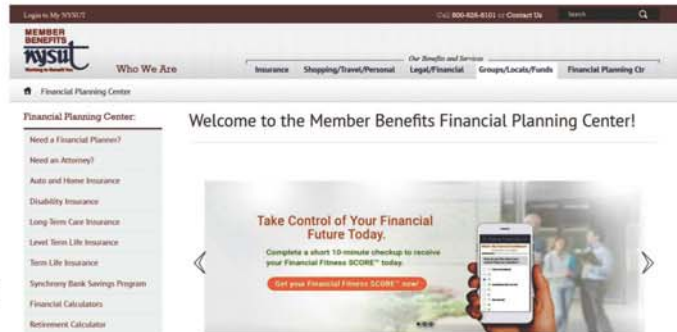 Login to My NYSUT
Call 800-626-8101 or Contact Us
Search
MEMBER
BENEFITS
nysut
Working to Benefit You
Who We Are
Our Benefits and Services
Insurance Shopping/Travel/Personal Legal/Financial Groups/Locals/Funds Financial Planning Ctr
Financial Planning Center
Financial Planning Center:
Need a Financial Planner?
Need an Attorney?
Auto and Home Insurance
Disability Insurance
Long Term Care Insurance
Level Term Life Insurance
Term Life Insurance
Synchrony Bank Savings Program
Financial Calculators
Retirement Calculator
Welcome to the Member Benefits Financial Planning Center!
Take Control of Your Financial
Future Today.
Complete a short 10-minute checkup to receive
your Financial Fitness SCORE™ today.
Get your Financial Fitness SCORE™ now!